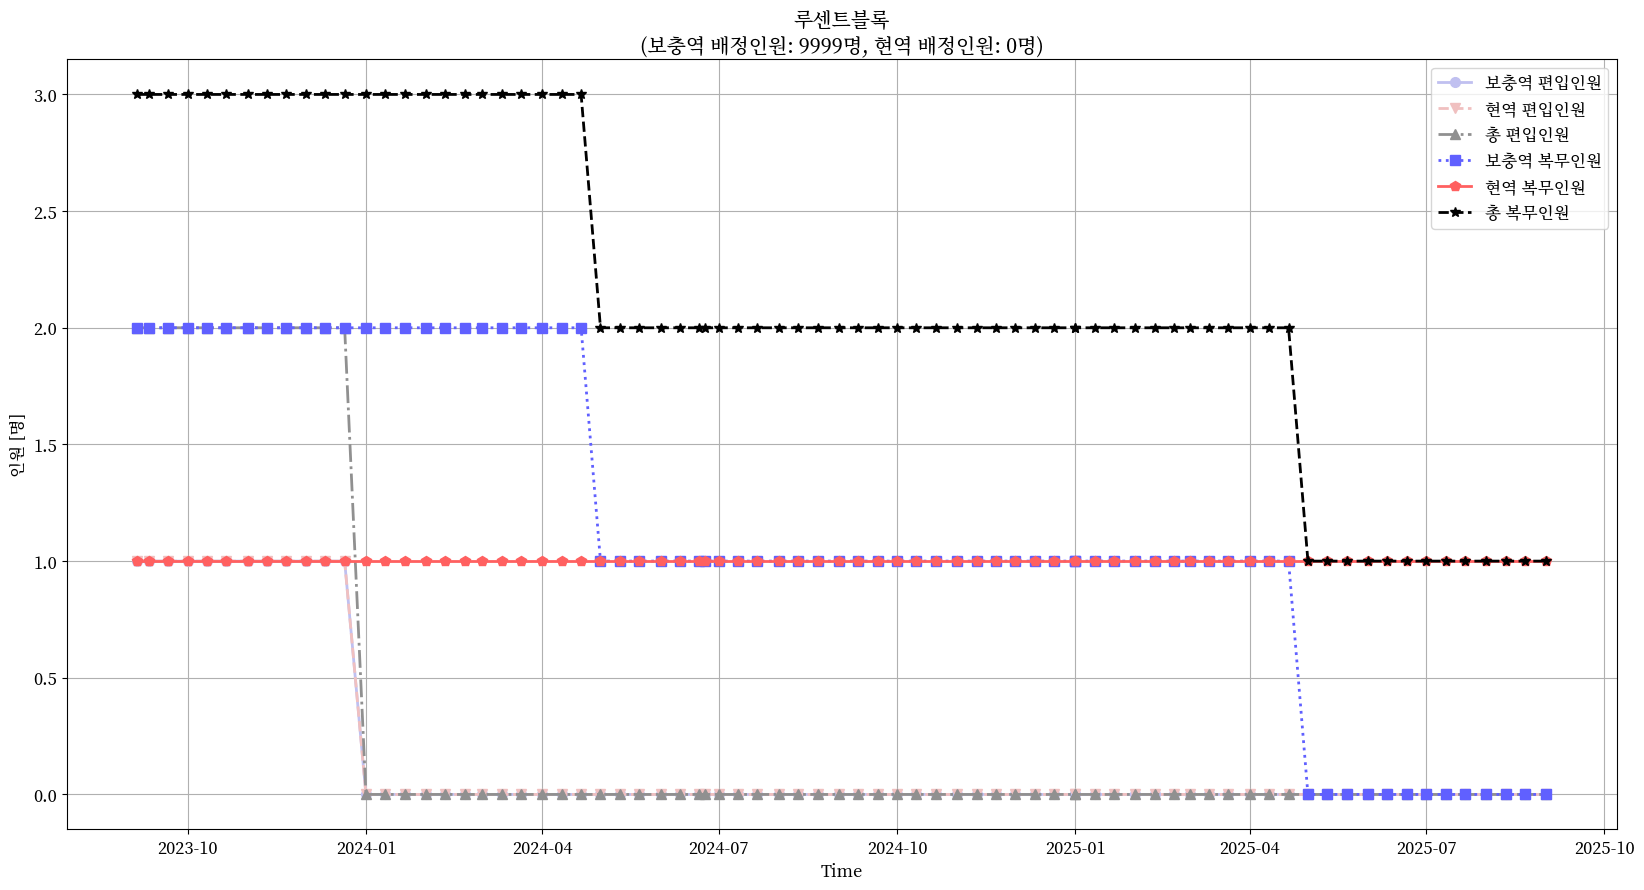 루센트블록
(보충역 배정인원: 9999명, 현역 배정인원: 0명)
보충역 편입인원
현역 편입인원
총 편입인원
보충역 복무인원
현역 복무인원
총 복무인원
3.0
2.5
2.0
1.5
1.0
0.5
0.0
인원 [명]
2023-10
2024-01
2024-04
2024-07
2024-10
2025-01
2025-04
2025-07
2025-10
Time